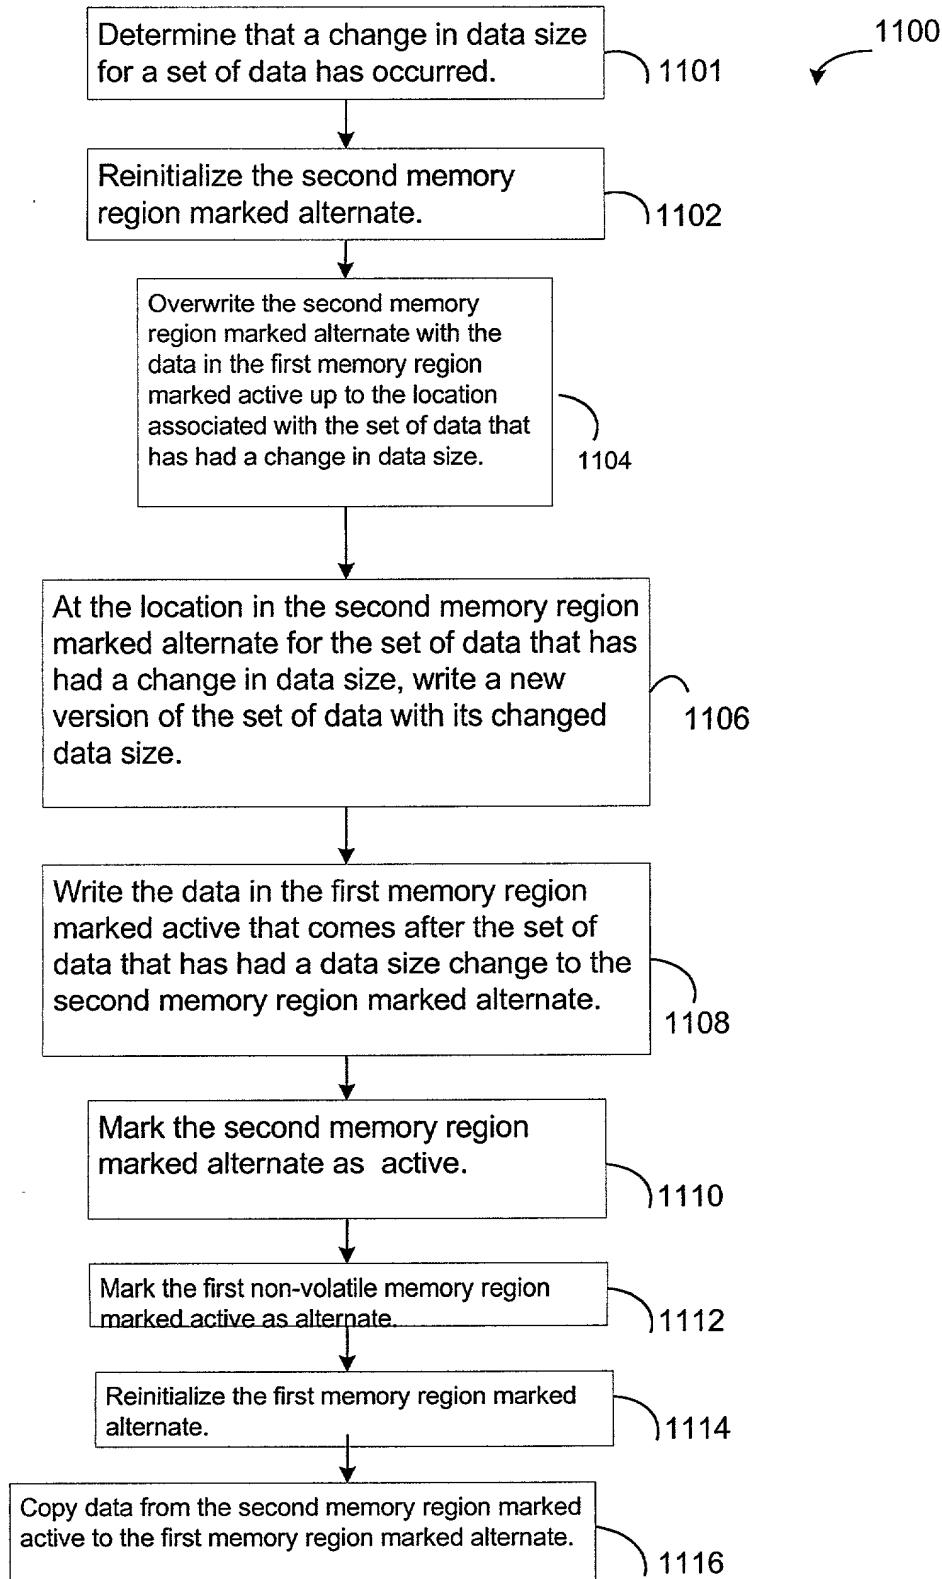 1100
Determine that a change in data size
for a set of data has occurred.
1101
Reinitialize the second memory
region marked alternate.
1102
Overwrite the second memory
region marked alternate with the
data in the first memory region
marked active up to the location
associated with the set of data that
has had a change in data size.
1104
At the location in the second memory region
marked alternate for the set of data that has
had a change in data size, write a new
version of the set of data with its changed
data size.
1106
Write the data in the first memory region
marked active that comes after the set of
data that has had a data size change to the
second memory region marked alternate.
1108
Mark the second memory region
marked alternate as active.
1110
Mark the first non-volatile memory region
marked active as alternate.
1112
Reinitialize the first memory region marked
alternate.
1114
Copy data from the second memory region marked
active to the first memory region marked alternate.
1116